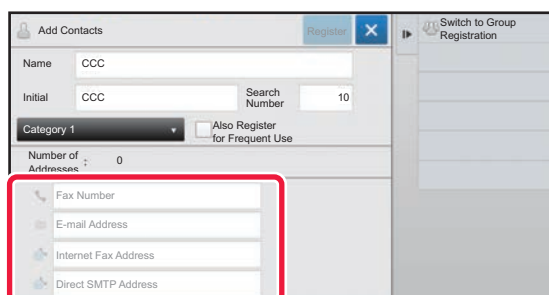 Add Contacts
Register
Switch to Group
Registration
Name
CCC
Initial
CCC
Search
Number
10
Category 1
Also Register
for Frequent Use
Number of
Addresses
:
0
Fax Number
E-mail Address
Internet Fax Address
Direct SMTP Address